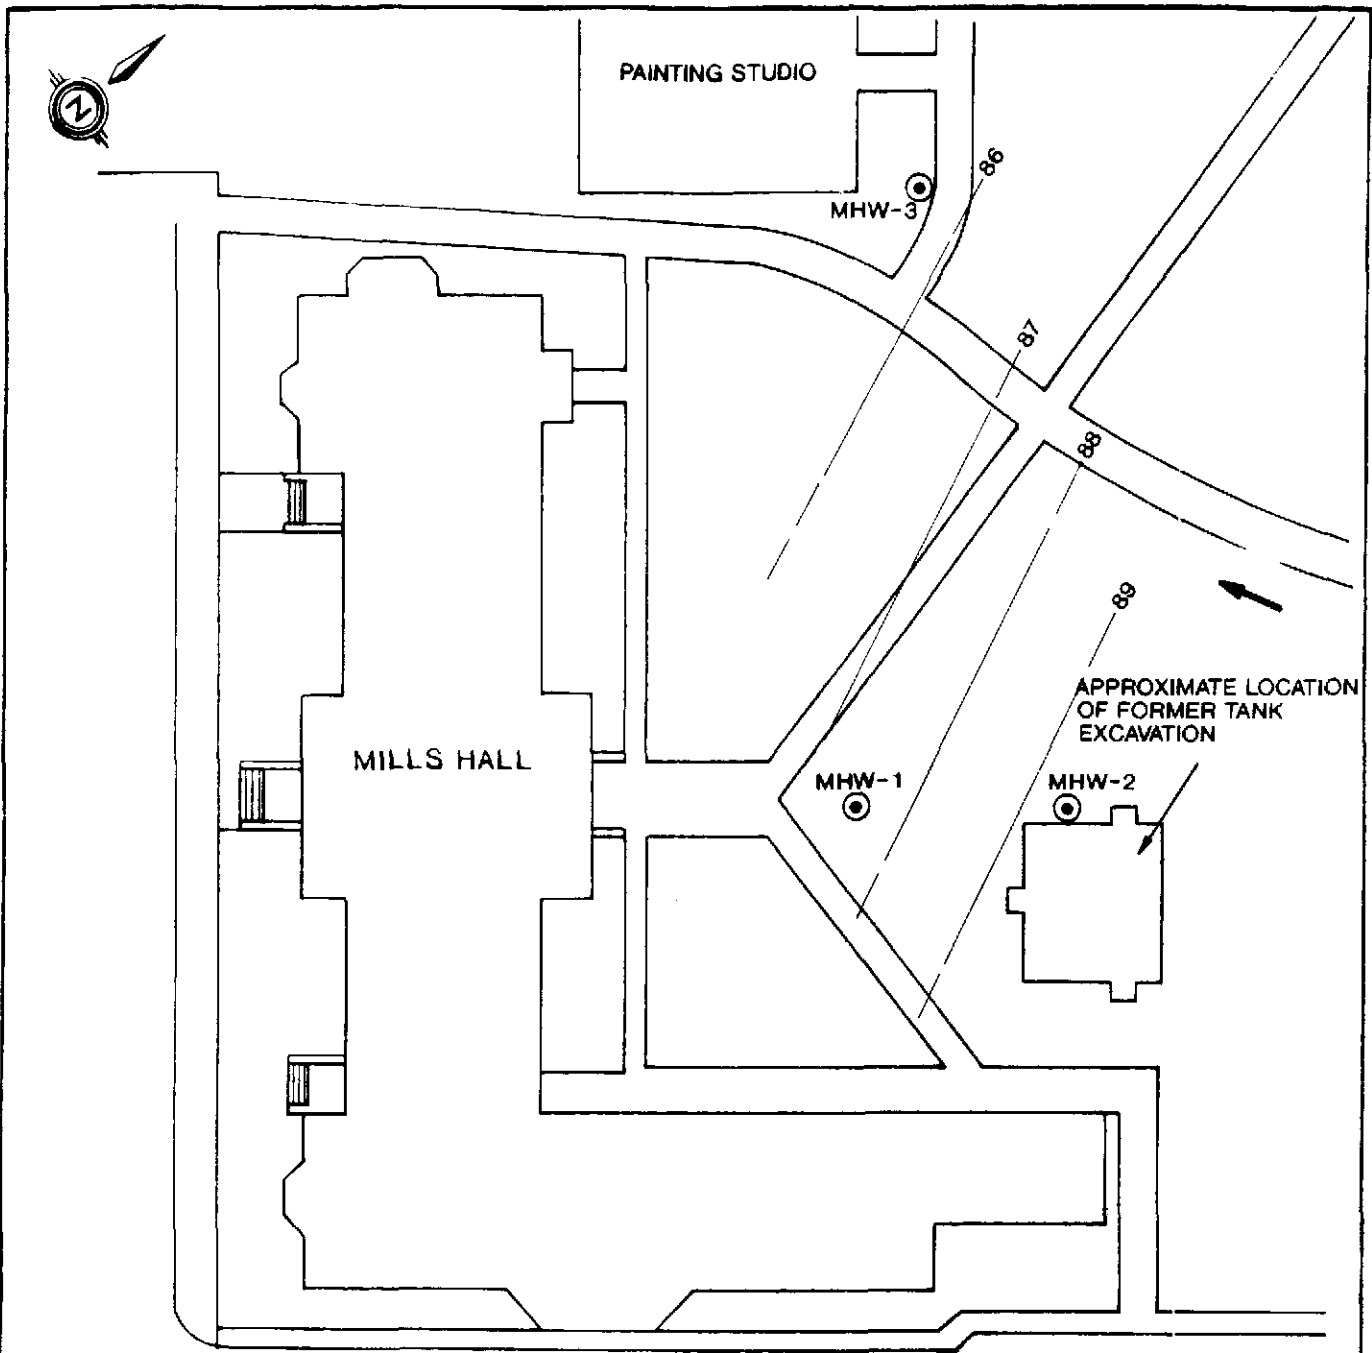 PAINTING STUDIO
N
86
MHW-3
87
88
89
APPROXIMATE LOCATION
OF FORMER TANK
EXCAVATION
MILLS HALL
MHW-1
MHW-2